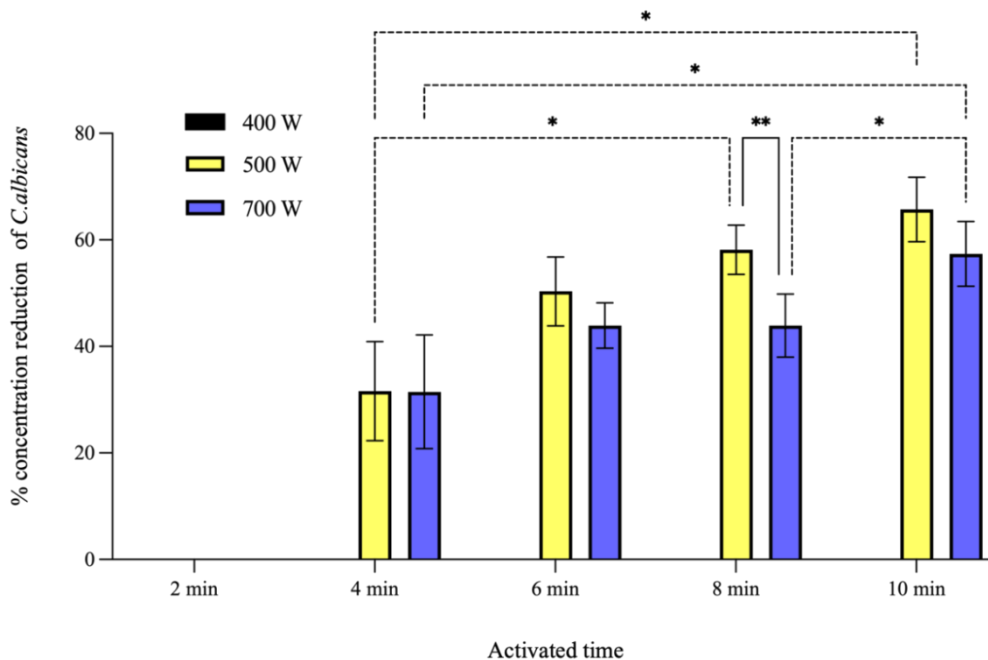 *
*
* ** *
400 W
500 W
700 W
% concentration reduction of C.albicans
80
60
40
20
0
2 min 4 min 6 min 8 min 10 min
Activated time